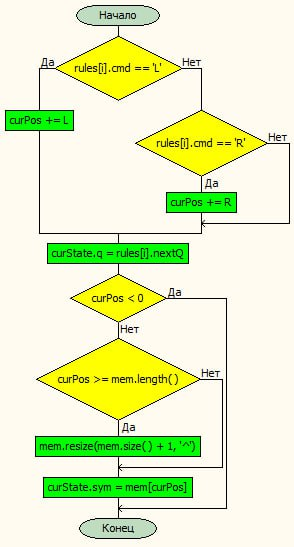 Начало
rules[i].cmd == 'L'
Да
Нет
curPos += L
rules[i].cmd == 'R'
Нет
Да
curPos += R
curState.q = rules[i].nextQ
curPos < 0
Да
Нет
curPos >= mem.length( )
Нет
Да
mem.resize(mem.size( ) + 1, '^')
curState.sym = mem[curPos]
Конец